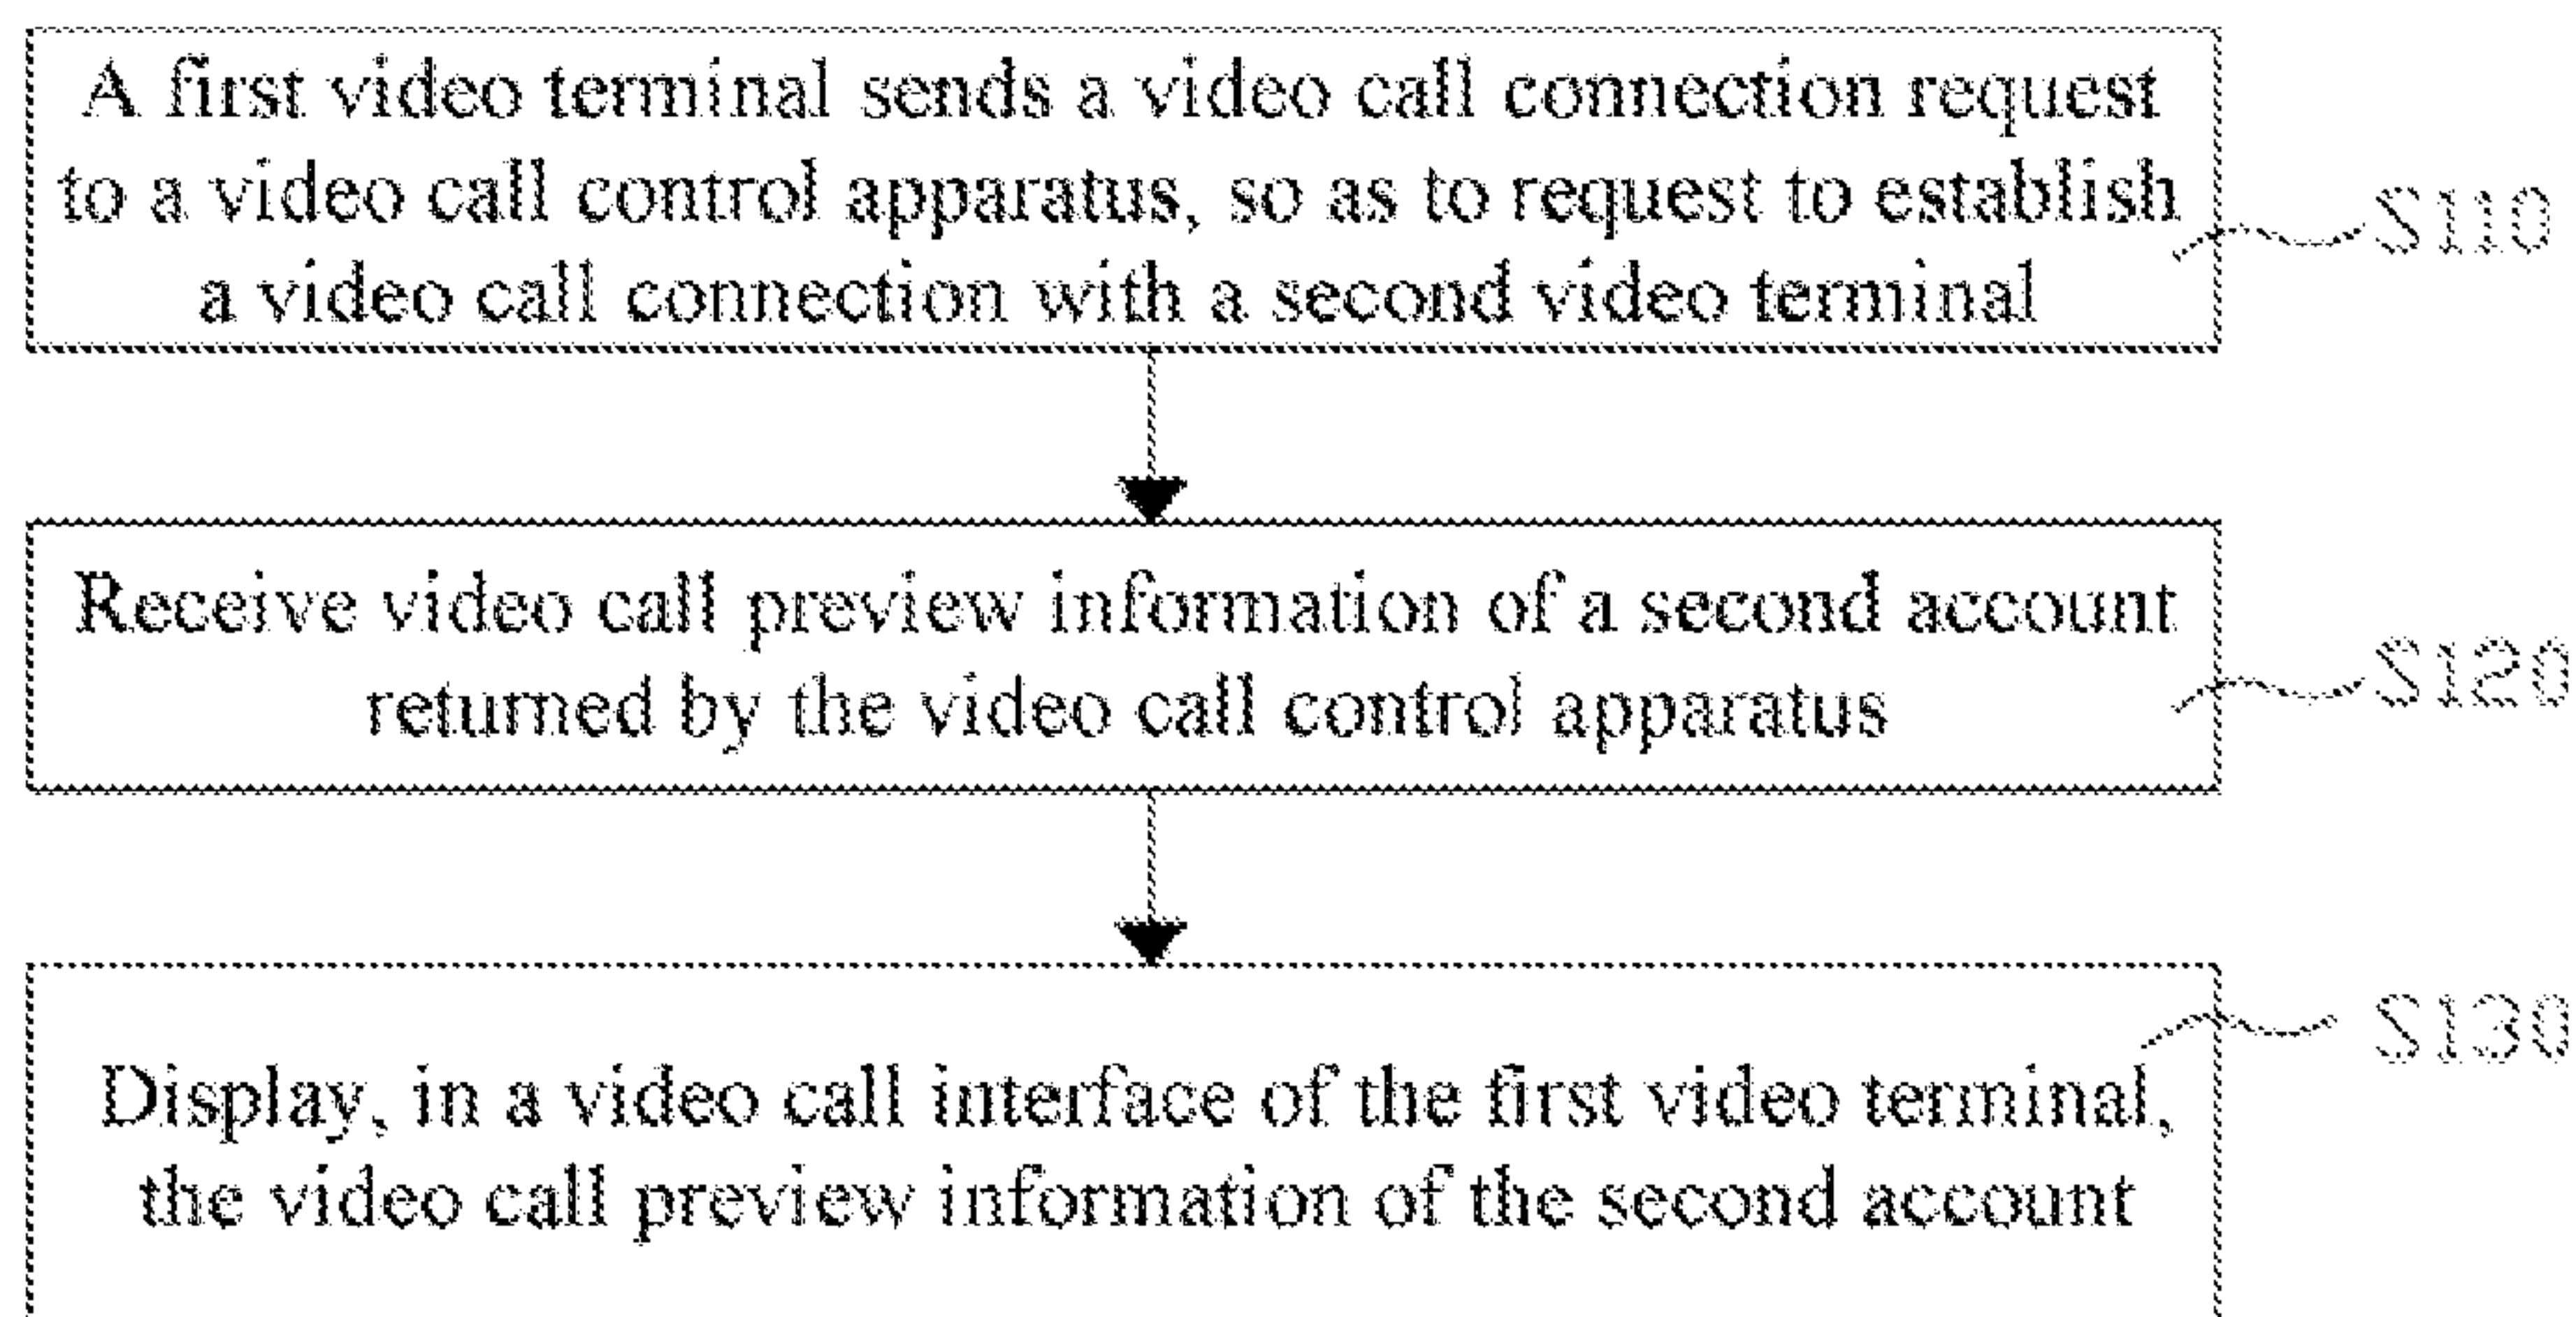 A first video terminal sends a video call connection request
to a video call control apparatus, so as to request to establish
a video call connection with a second video terminal
S110
Receive video call preview information of a second account
returned by the video call control apparatus
S120
S130
Display, in a video call interface of the first video terminal,
the video call preview information of the second account